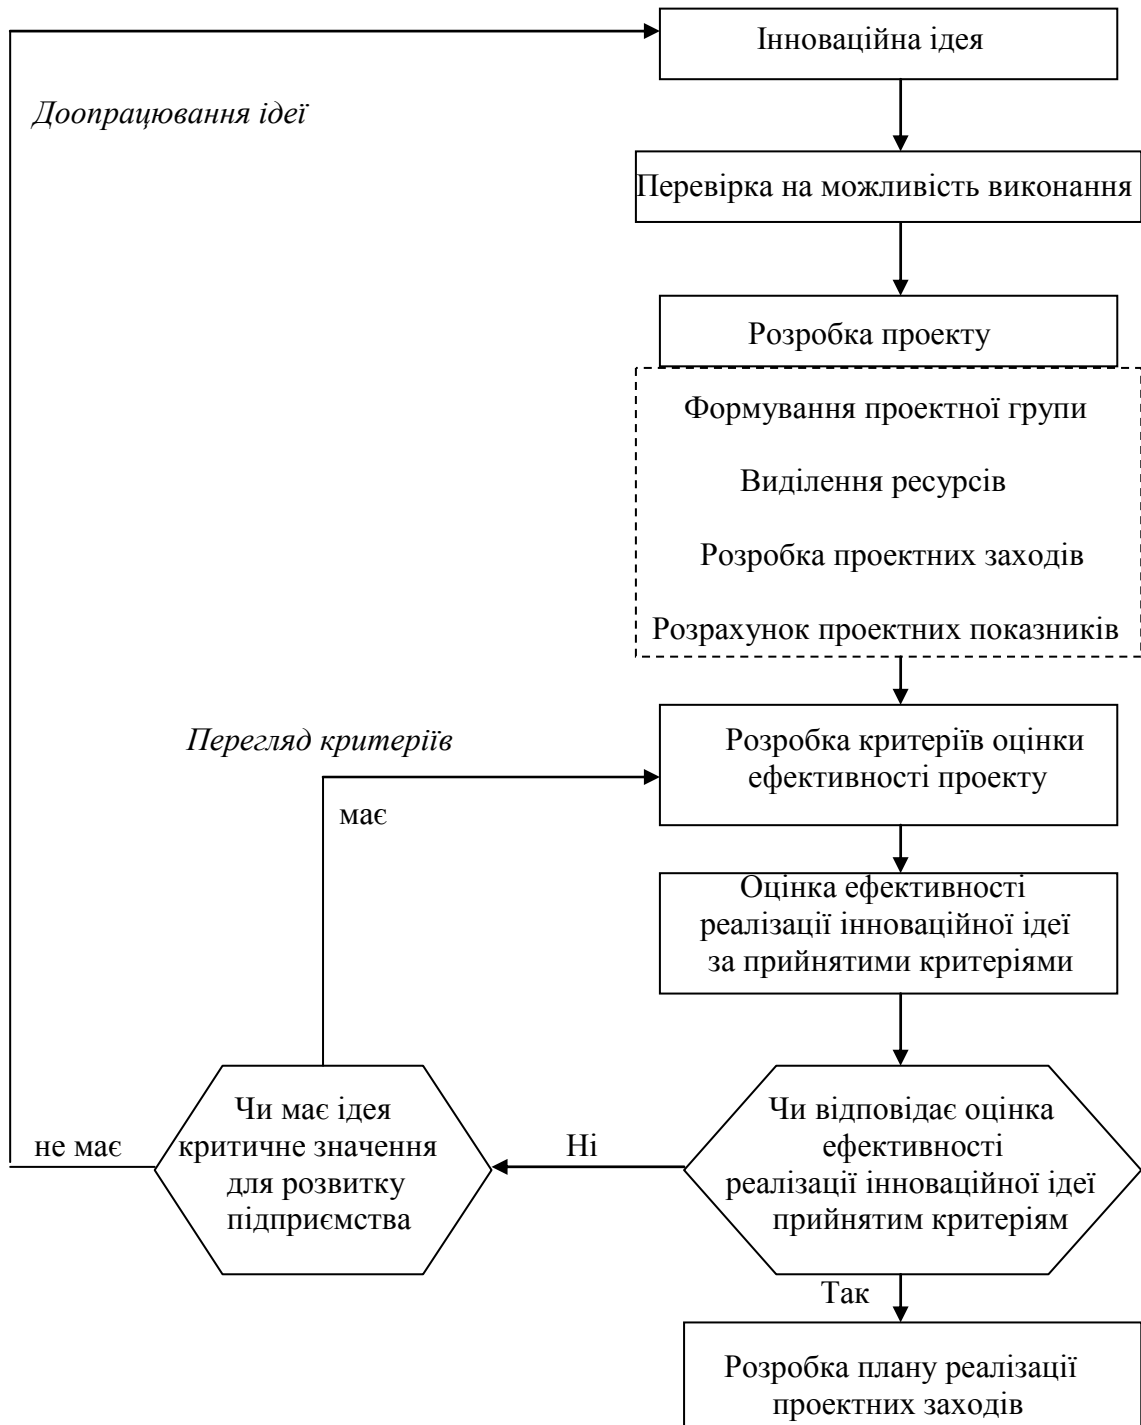 Інноваційна ідея
Доопрацювання ідеї
Перевірка на можливість виконання
Розробка проекту
Формування проектної групи
Виділення ресурсів
Розробка проектних заходів
Розрахунок проектних показників
Перегляд критеріїв
Розробка критеріїв оцінки
ефективності проекту
має
Оцінка ефективності
реалізації інноваційної ідеї
за прийнятими критеріями
Чи має ідея
критичне значення
для розвитку
підприємства
не має
Ні
Чи відповідає оцінка
ефективності
реалізації інноваційної ідеї
прийнятим критеріям
Так
Розробка плану реалізації
проектних заходів